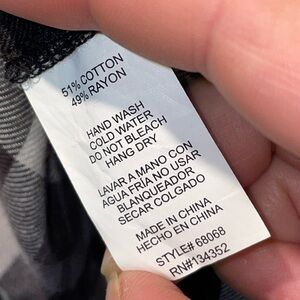 51% COTTON
49% RAYON
HAND WASH
COLD WATER
DO NOT BLEACH
HANG DRY
LAVAR A MANO CON
AGUA FRIA NO USAR
BLANQUEADOR
SECAR COLGADO
MADE IN CHINA
HECHO EN CHINA
STYLE# 68068
RN#134352